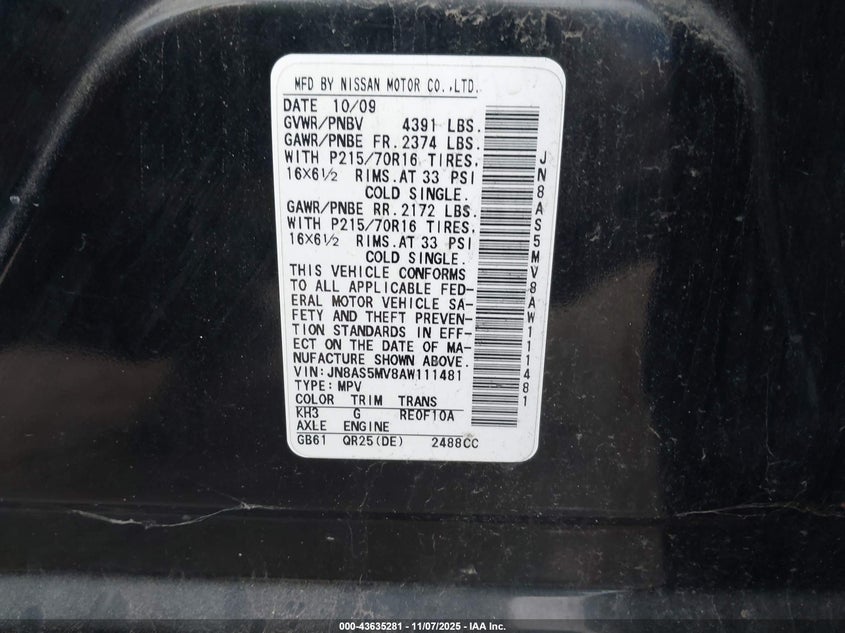 MFD BY NISSAN MOTOR CO.,LTD.
DATE 10/09
GVWR/PNBV 4391 LBS.
GAWR/PNBE FR. 2374 LBS.
WITH P215/70R16 TIRES,
16X6½ RIMS. AT 33 PSI
COLD SINGLE.
GAWR/PNBE RR. 2172 LBS.
WITH P215/70R16 TIRES,
16X6½ RIMS. AT 33 PSI
COLD SINGLE.
THIS VEHICLE CONFORMS
TO ALL APPLICABLE FED-
ERAL MOTOR VEHICLE SA-
FETY AND THEFT PREVEN-
TION STANDARDS IN EFF-
ECT ON THE DATE OF MA-
NUFACTURE SHOWN ABOVE.
VIN:JN8AS5MV8AW111481
TYPE:MPV
COLOR TRIM TRANS
KH3 G RE0F10A
AXLE ENGINE
GB61 QR25(DE) 2488CC
JN8AS5MV8AW111481
000-43635281 - 11/07/2025 - IAA Inc.